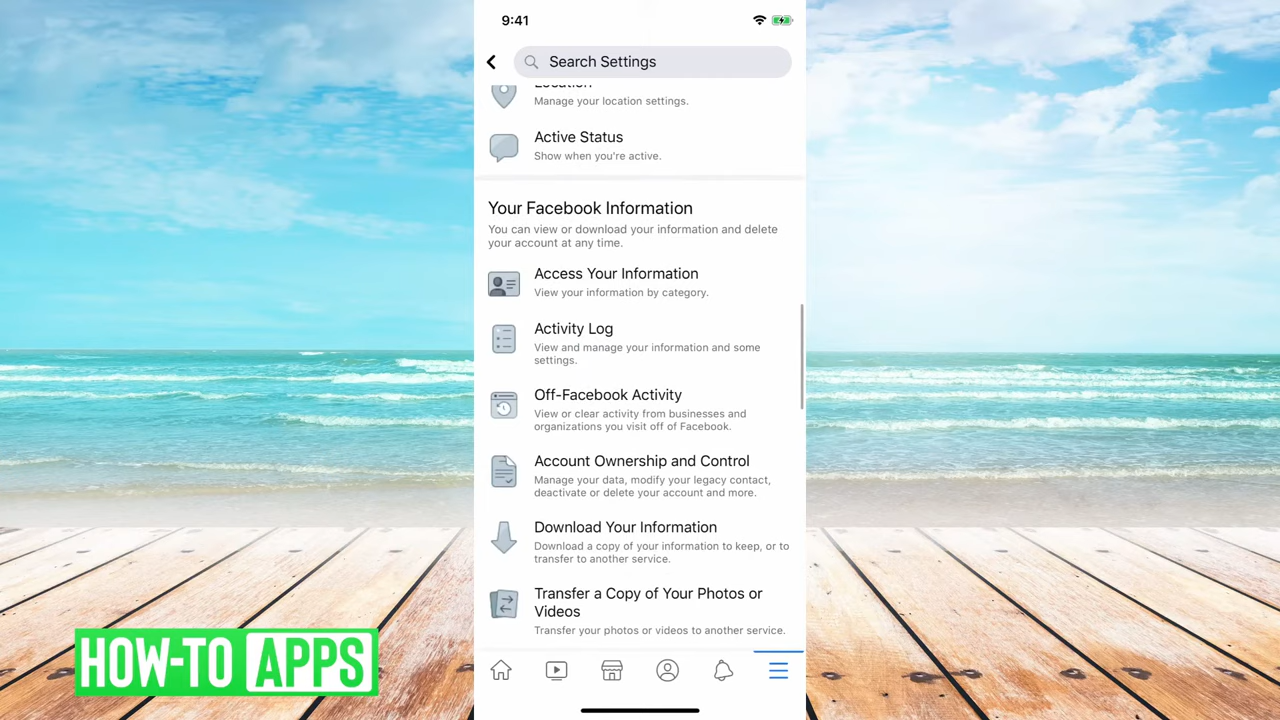 9:41
Search Settings
Location
Manage your location settings.
Active Status
Show when you're active.
Your Facebook Information
You can view or download your information and delete
your account at any time.
Access Your Information
View your information by category.
Activity Log
View and manage your information and some
settings.
Off-Facebook Activity
View or clear activity from businesses and
organizations you visit off of Facebook.
Account Ownership and Control
Manage your data, modify your legacy contact,
deactivate or delete your account and more.
Download Your Information
Download a copy of your information to keep, or to
transfer to another service.
Transfer a Copy of Your Photos or
Videos
Transfer your photos or videos to another service.
HOW-TO APPS